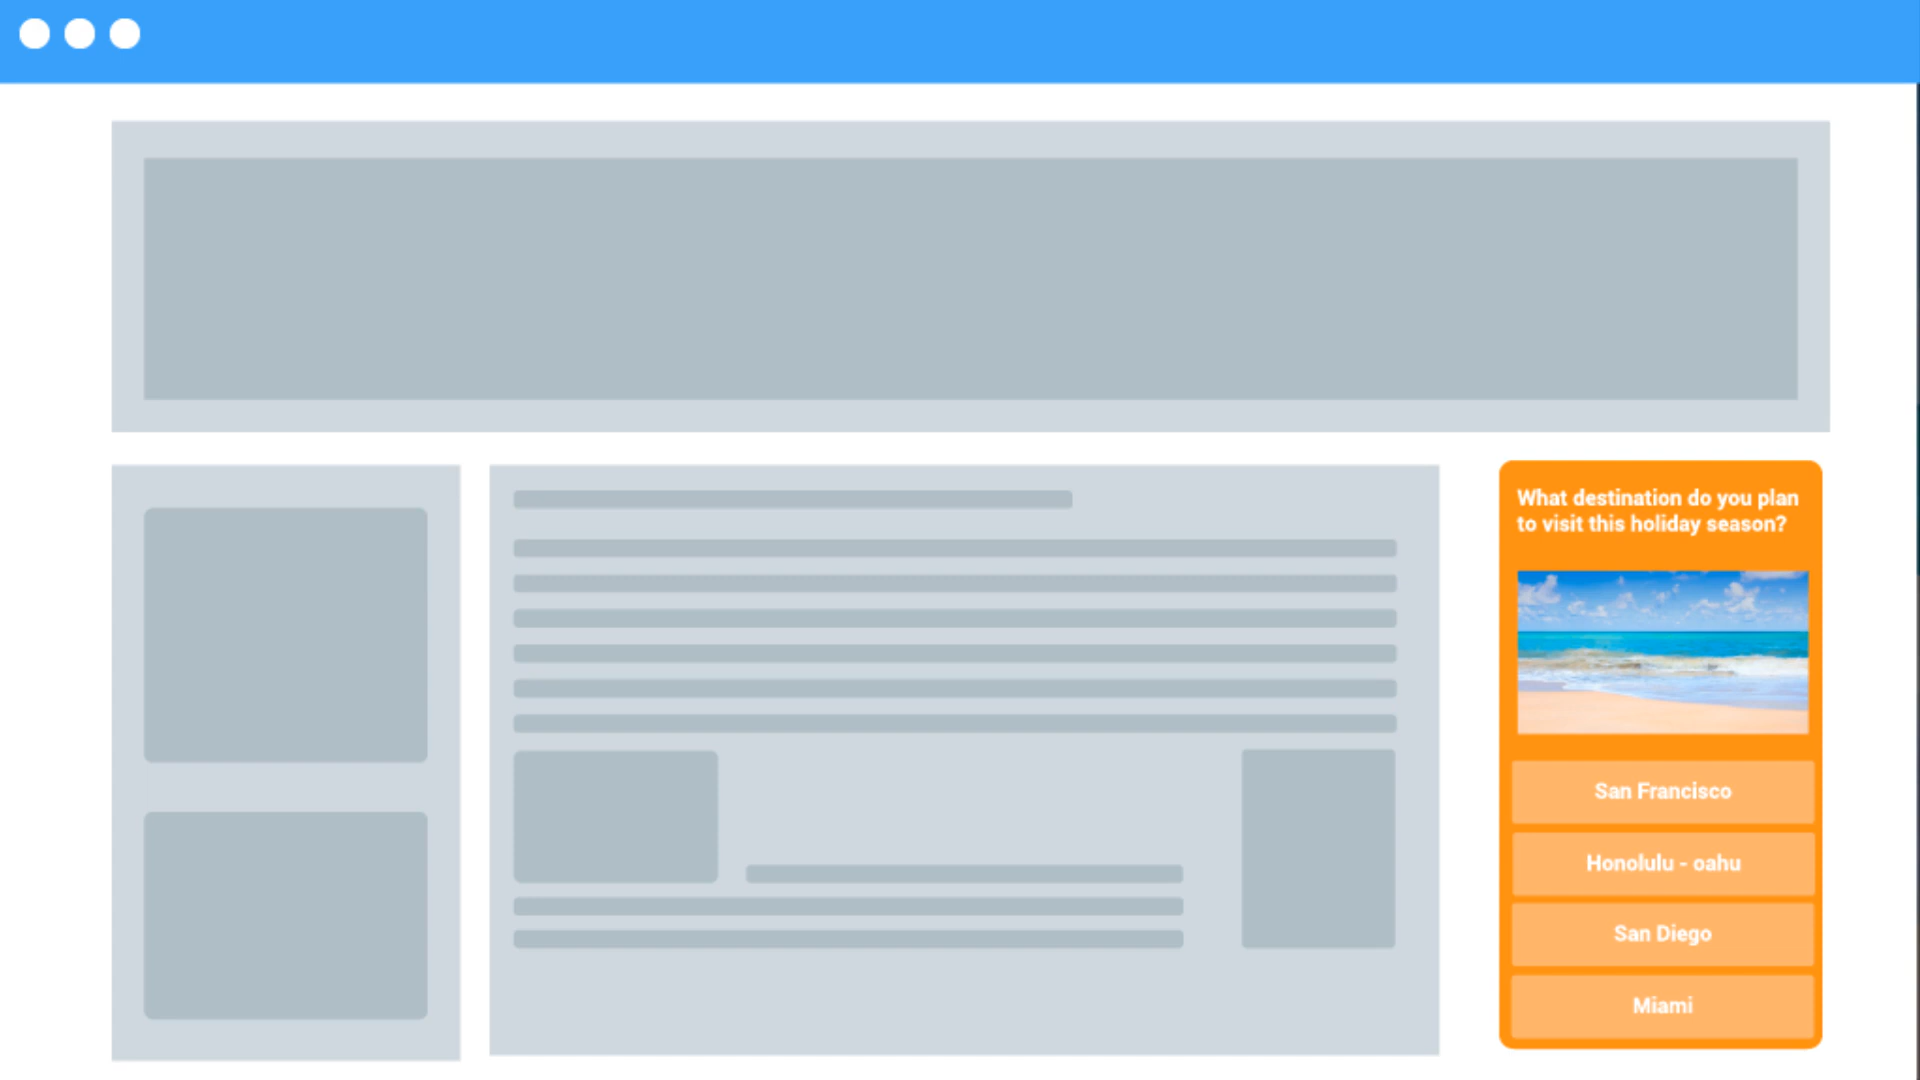 What destination do you plan
to visit this holiday season?
San Francisco
Honolulu - oahu
San Diego
Miami